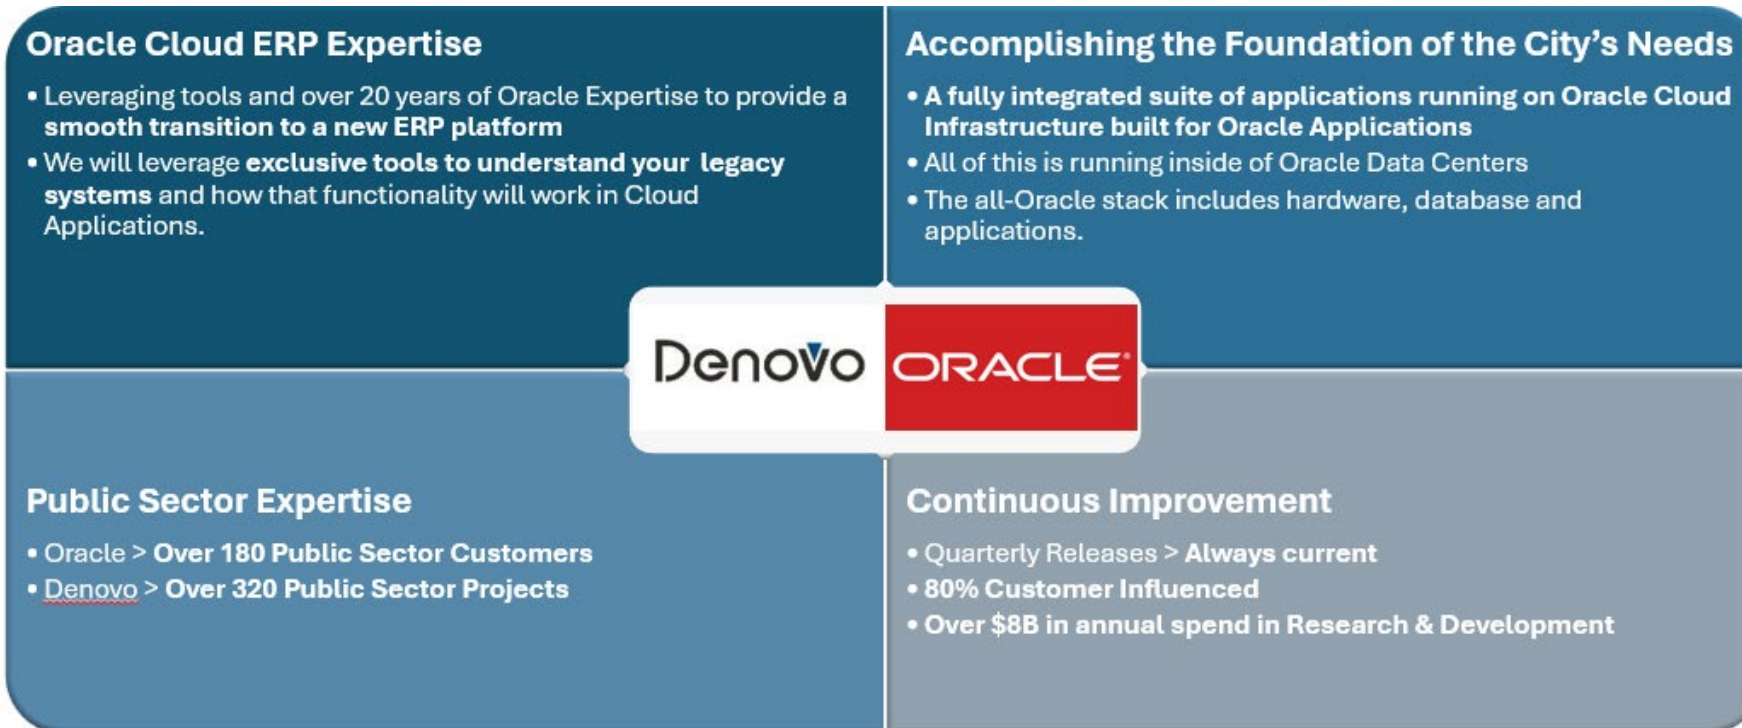 Oracle Cloud ERP Expertise
• Leveraging tools and over 20 years of Oracle Expertise to provide a
smooth transition to a new ERP platform
• We will leverage exclusive tools to understand your legacy
systems and how that functionality will work in Cloud
Applications.
Accomplishing the Foundation of the City's Needs
• A fully integrated suite of applications running on Oracle Cloud
Infrastructure built for Oracle Applications
• All of this is running inside of Oracle Data Centers
• The all-Oracle stack includes hardware, database and
applications.
Denovo
ORACLE®
Public Sector Expertise
• Oracle > Over 180 Public Sector Customers
• Denovo > Over 320 Public Sector Projects
Continuous Improvement
• Quarterly Releases > Always current
• 80% Customer Influenced
• Over $8B in annual spend in Research & Development